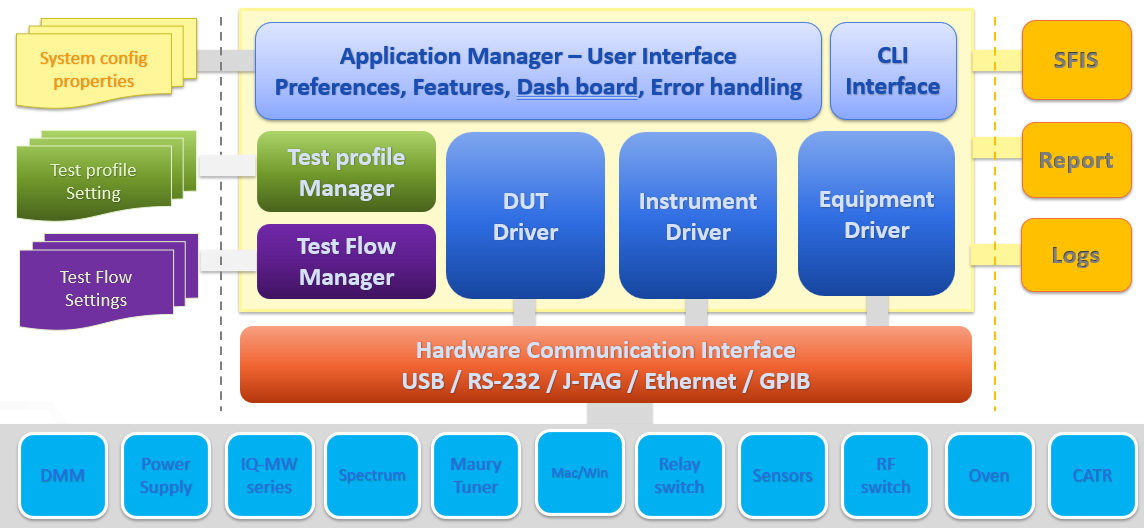 System config
properties
Application Manager – User Interface
Preferences, Features, Dash board, Error handling
CLI
Interface
SFIS
Test profile
Setting
Test profile
Manager
DUT
Driver
Instrument
Driver
Equipment
Driver
Report
Test Flow
Settings
Test Flow
Manager
Logs
Hardware Communication Interface
USB / RS-232 / J-TAG / Ethernet / GPIB
DMM
Power
Supply
IQ-MW
series
Spectrum
Maury
Tuner
Mac/Win
Relay
switch
Sensors
RF
switch
Oven
CATR